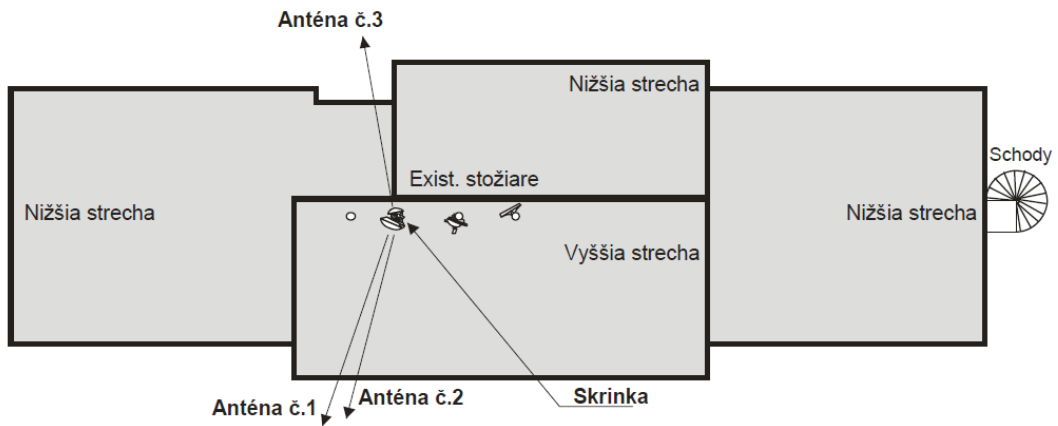 Anténa č.3
Nižšia strecha
Schody
Exist. stožiare
Nižšia strecha
Nižšia strecha
Vyššia strecha
Anténa č.1
Anténa č.2
Skrinka